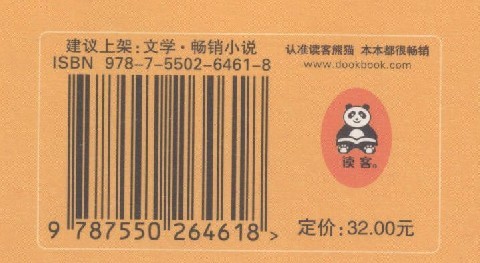 建议上架:文学·畅销小说
ISBN 978-7-5502-6461-8
认准读客熊猫 本本都很畅销
www.dookbook.com
读客®
9 787550 264618 >
定价:32.00元